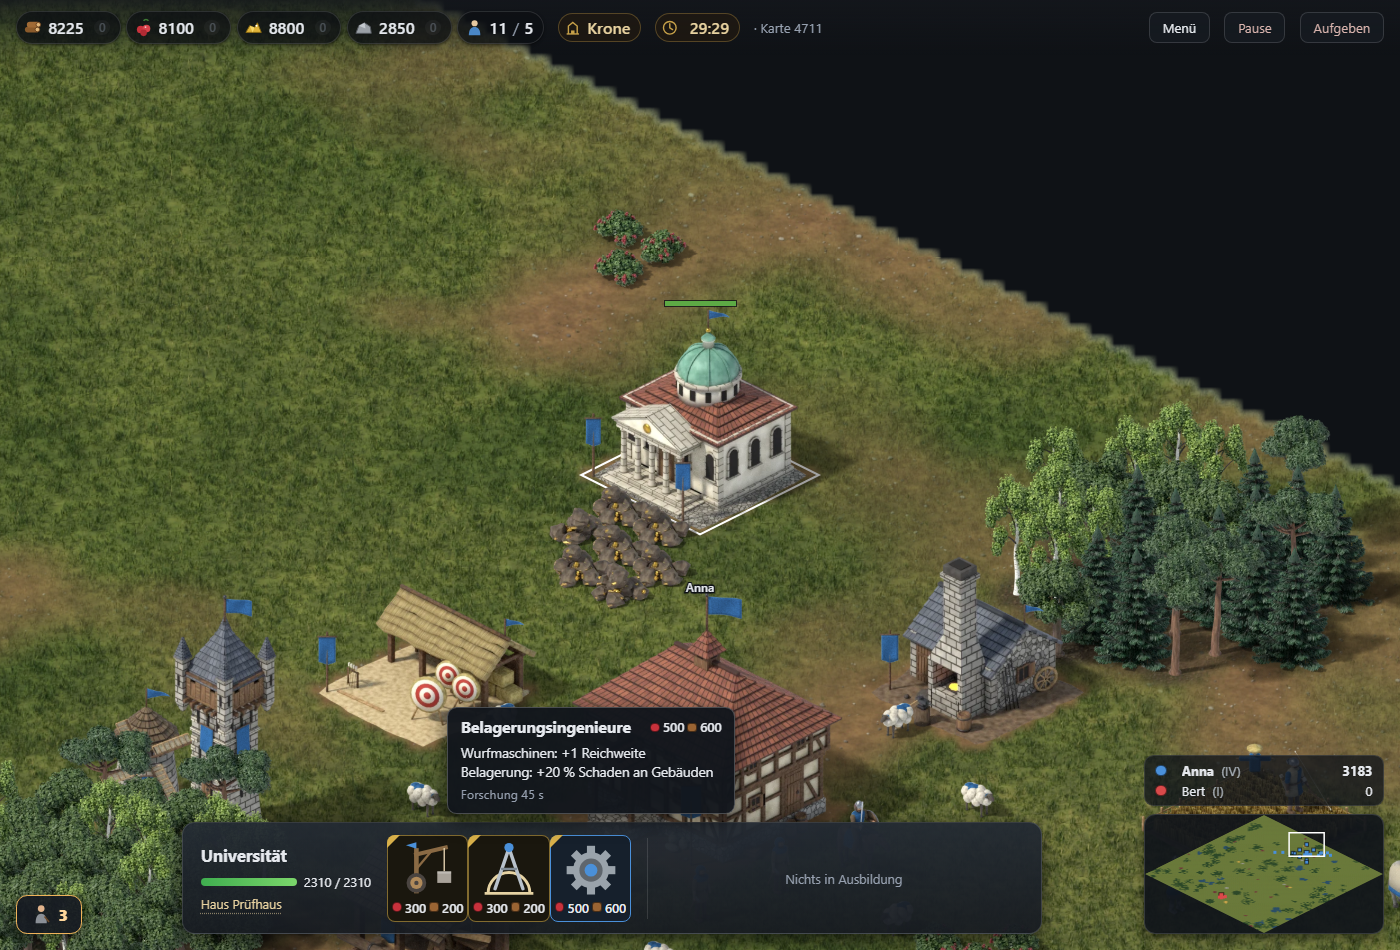 8225 0 8100 0 8800 0 2850 0 11 / 5 Krone 29:29 · Karte 4711 Menü Pause Aufgeben
Anna
Belagerungsingenieure 500 600
Wurfmaschinen: +1 Reichweite
Belagerung: +20 % Schaden an Gebäuden
Forschung 45 s
Anna (IV) 3183
Bert (I) 0
Universität
2310 / 2310
Haus Prüfhaus
300 200 300 200 500 600
Nichts in Ausbildung
3